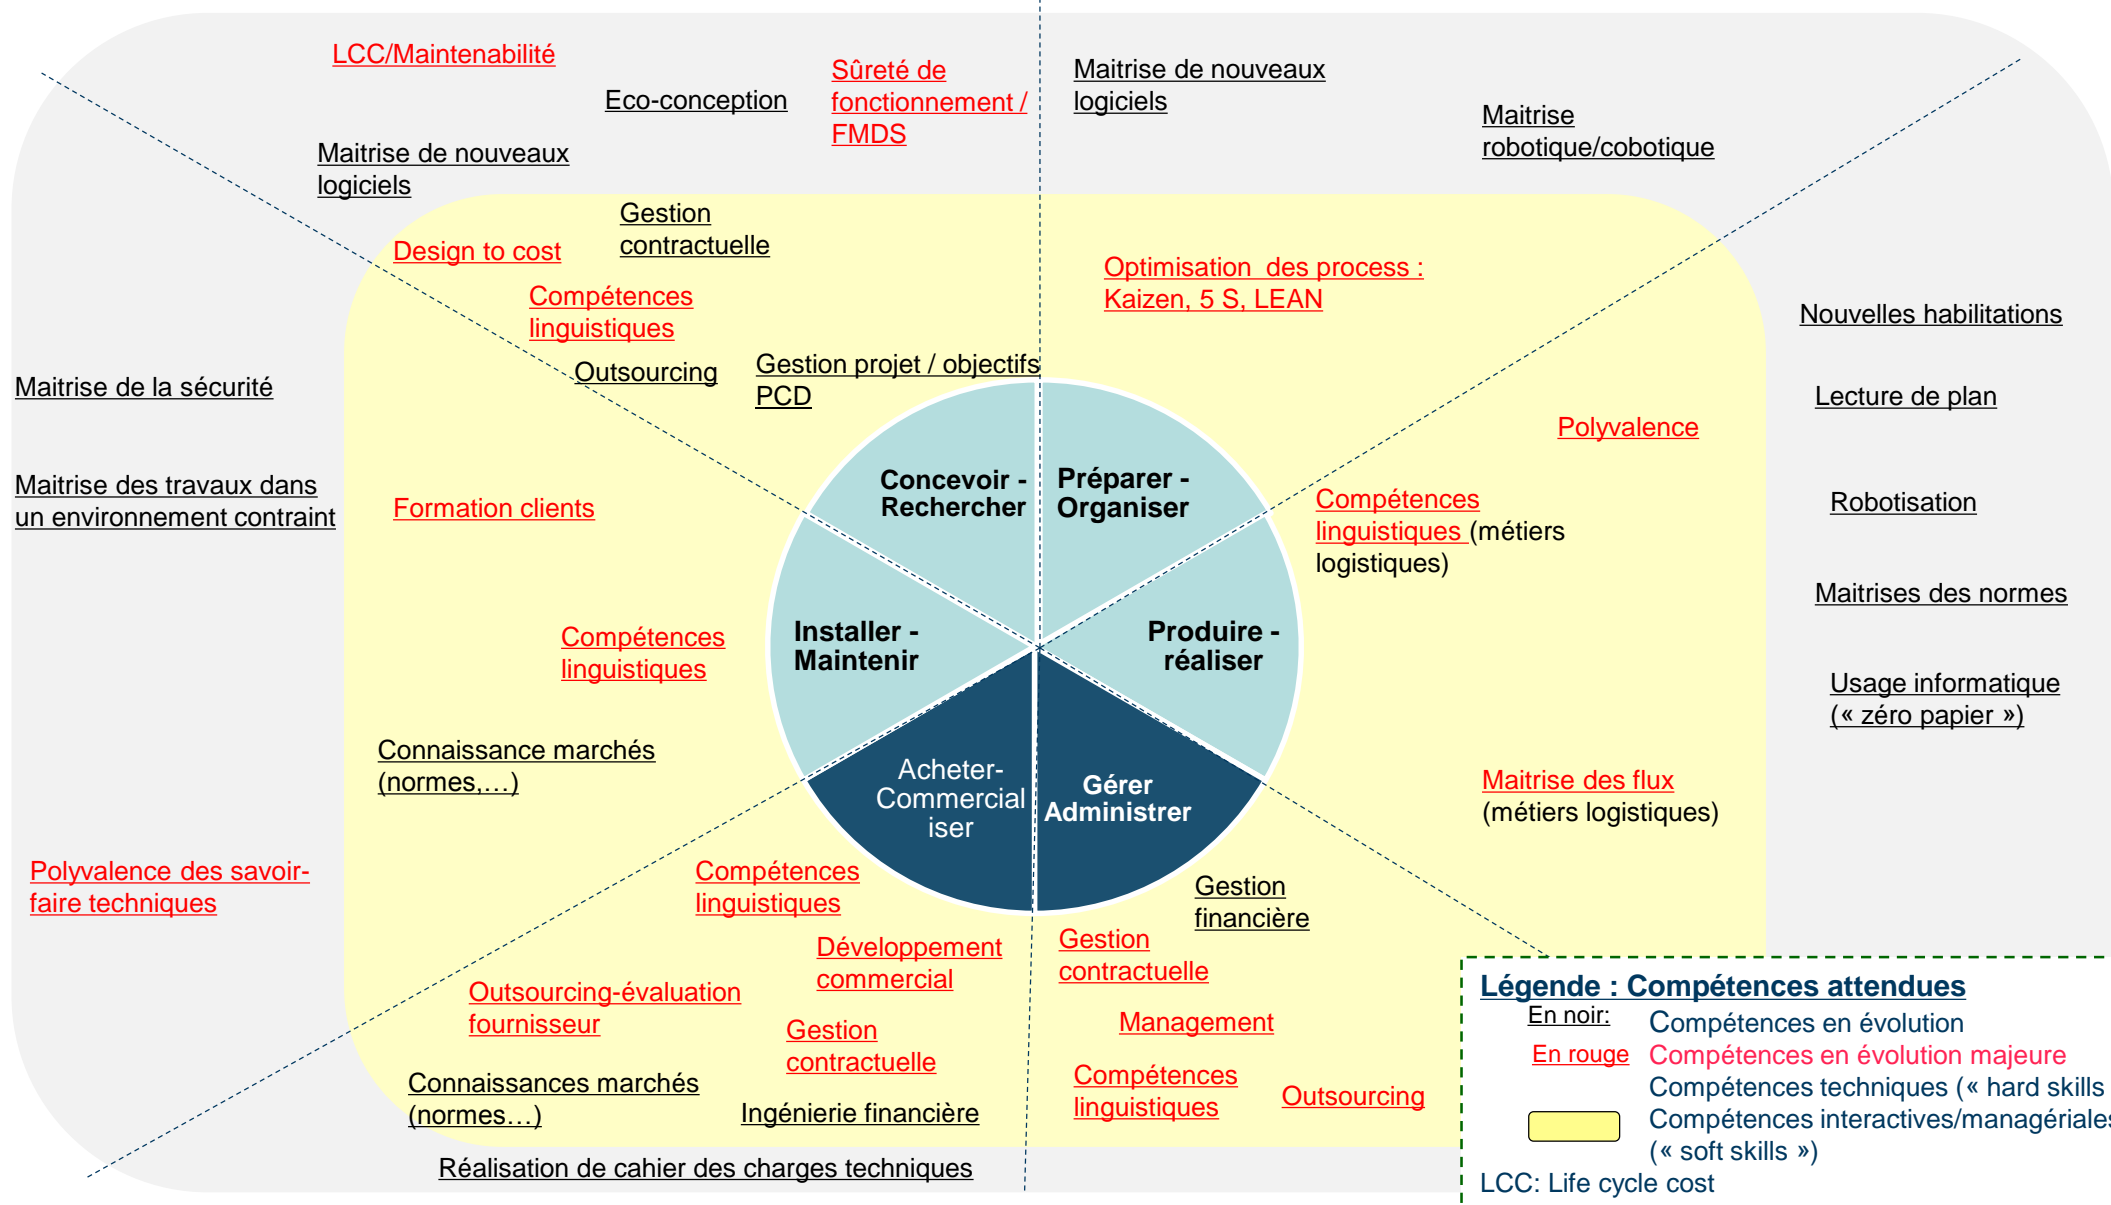 LCC/Maintenabilité
Eco-conception
Sûreté de
fonctionnement /
FMDS
Maitrise de nouveaux
logiciels
Maitrise de nouveaux
logiciels
Maitrise
robotique/cobotique
Gestion
contractuelle
Design to cost
Compétences
linguistiques
Outsourcing
Gestion projet / objectifs
PCD
Optimisation  des process :
Kaizen, 5 S, LEAN
Nouvelles habilitations
Lecture de plan
Robotisation
Maitrises des normes
Usage informatique
(« zéro papier »)
Polyvalence
Compétences
linguistiques (métiers
logistiques)
Maitrise des flux
(métiers logistiques)
Maitrise de la sécurité
Maitrise des travaux dans
un environnement contraint
Polyvalence des savoir-
faire techniques
Formation clients
Compétences
linguistiques
Connaissance marchés
(normes,…)
Concevoir -
Rechercher
Préparer -
Organiser
Installer -
Maintenir
Produire -
réaliser
Acheter-
Commercial
iser
Gérer
Administrer
Compétences
linguistiques
Développement
commercial
Outsourcing-évaluation
fournisseur
Gestion
contractuelle
Connaissances marchés
(normes…)
Ingénierie financière
Réalisation de cahier des charges techniques
Gestion
financière
Gestion
contractuelle
Management
Compétences
linguistiques
Outsourcing
Légende : Compétences attendues
En noir: Compétences en évolution
En rouge Compétences en évolution majeure
Compétences techniques (« hard skills
Compétences interactives/managériales
(« soft skills »)
LCC: Life cycle cost